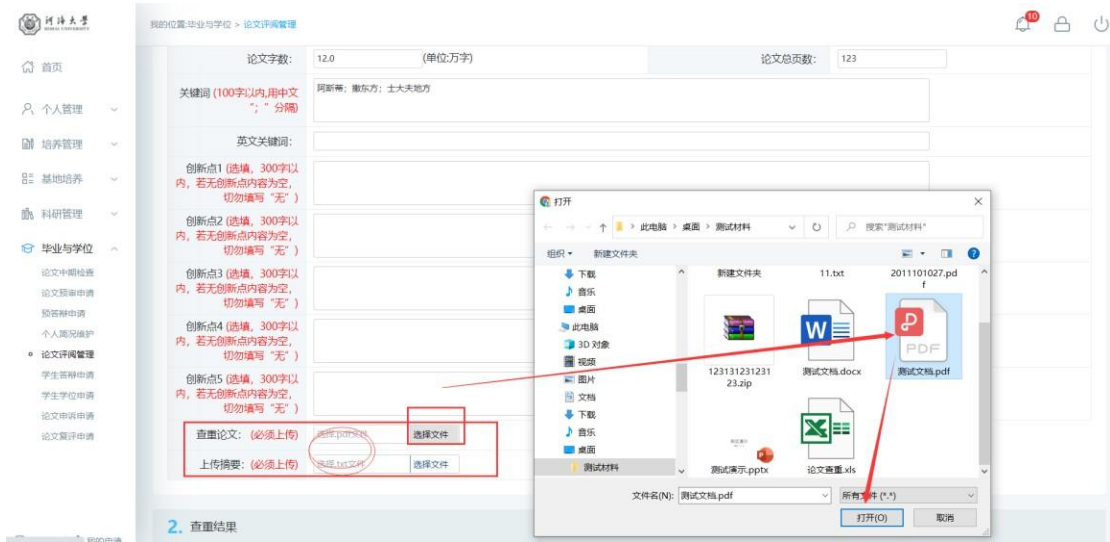 河海大学
HOHAI UNIVERSITY
我的位置:毕业与学位 > 论文评阅管理
10
首页
个人管理
培养管理
基地培养
科研管理
毕业与学位
论文中期检查
论文预审申请
预答辩申请
个人简况维护
论文评阅管理
学生答辩申请
学生学位申请
论文申诉申请
论文复评申请
我的申请
论文字数:
12.0
(单位:万字)
论文总页数:
123
关键词 (100字以内,用中文
"；" 分隔)
阿斯蒂；撒东方；士大夫地方
英文关键词:
创新点1 (选填，300字以
内，若无创新点内容为空，
切勿填写 "无" )
创新点2 (选填，300字以
内，若无创新点内容为空，
切勿填写 "无" )
创新点3 (选填，300字以
内，若无创新点内容为空，
切勿填写 "无" )
创新点4 (选填，300字以
内，若无创新点内容为空，
切勿填写 "无" )
创新点5 (选填，300字以
内，若无创新点内容为空，
切勿填写 "无" )
查重论文: (必须上传)
选择.pdf文件
选择文件
上传摘要: (必须上传)
选择.txt文件
选择文件
2. 查重结果
打开
此电脑 > 桌面 > 测试材料
搜索"测试材料"
组织
新建文件夹
下载
音乐
桌面
此电脑
3D 对象
视频
图片
文档
下载
音乐
桌面
测试材料
新建文件夹
11.txt
2011101027.pd
f
123131231231
23.zip
W
测试文档.docx
PDF
测试文档.pdf
测试演示.pptx
论文查重.xls
文件名(N):
测试文档.pdf
所有文件 (*.*)
打开(O)
取消